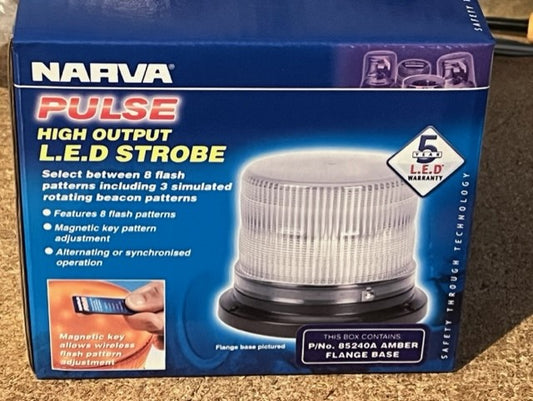 NARVA®
PULSE
HIGH OUTPUT
L.E.D STROBE
Select between 8 flash
patterns including 3 simulated
rotating beacon patterns
• Features 8 flash patterns
• Magnetic key pattern
adjustment
• Alternating or synchronised
operation
5
YEAR
L.E.D
WARRANTY
SAFETY THROUGH TECHNOLOGY
Magnetic key
allows wireless
flash pattern
adjustment
Flange base pictured
THIS BOX CONTAINS
P/No. 85240A AMBER
FLANGE BASE